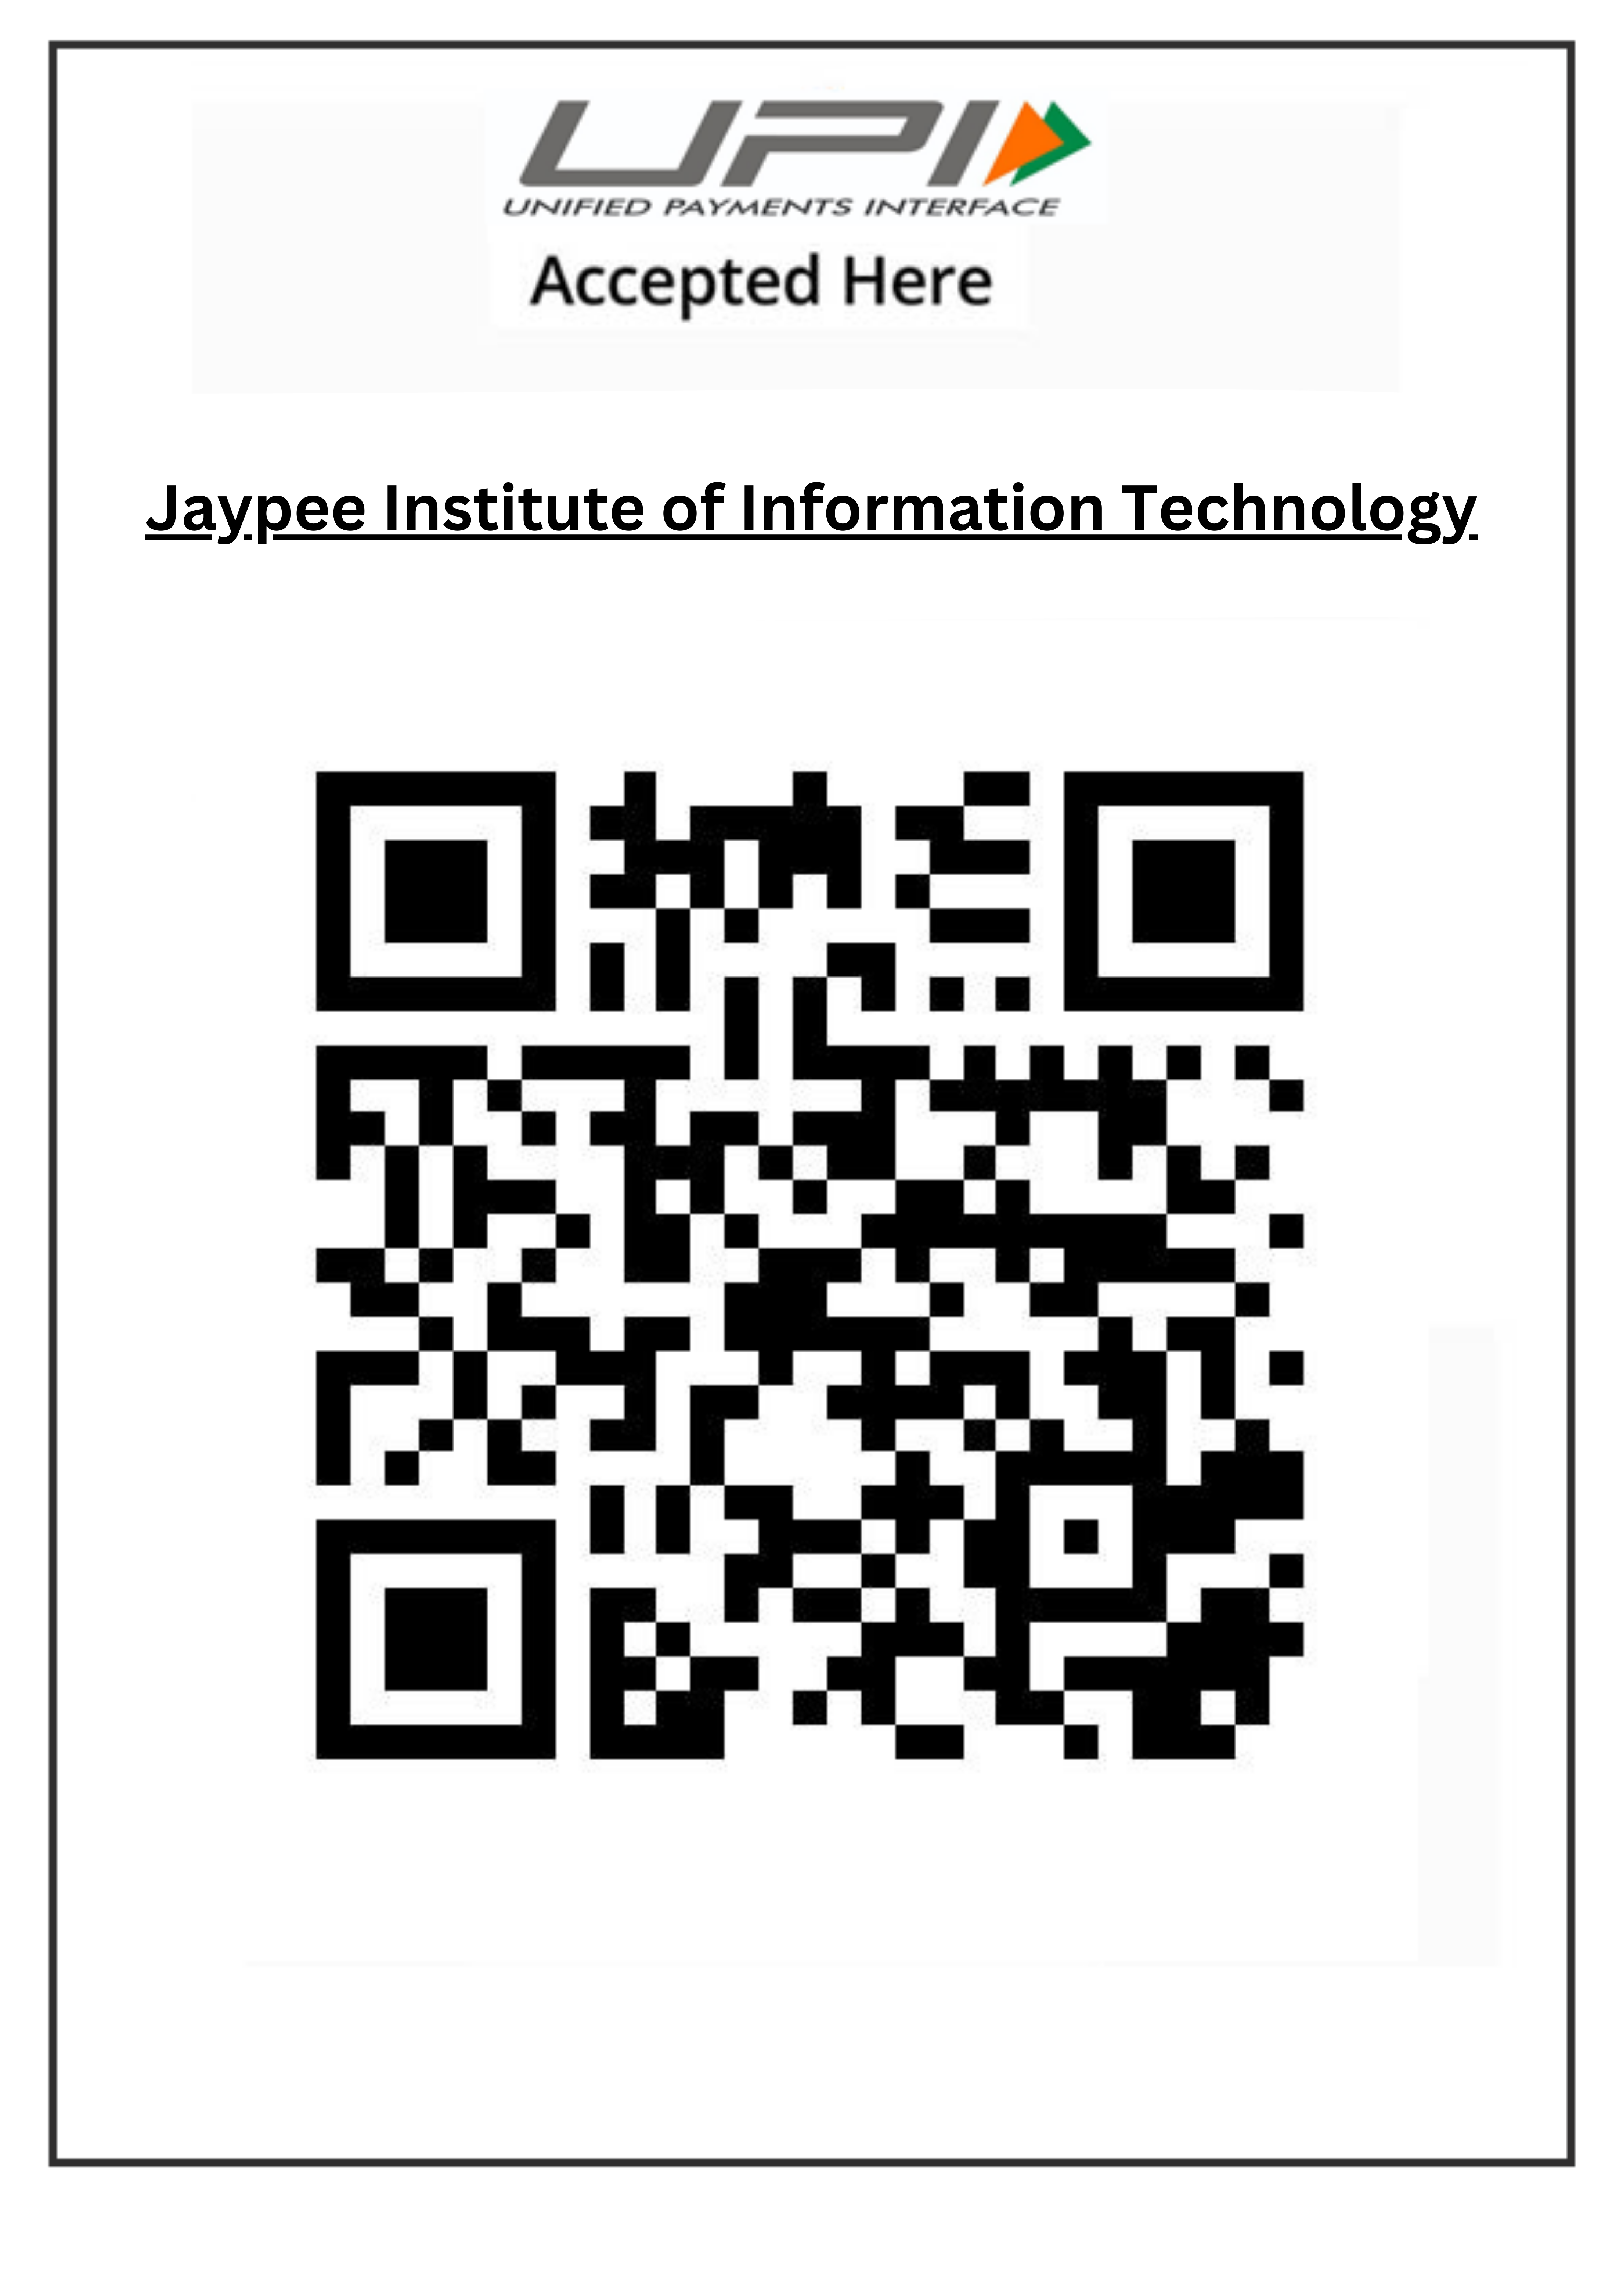 UPI
UNIFIED PAYMENTS INTERFACE
Accepted Here
Jaypee Institute of Information Technology